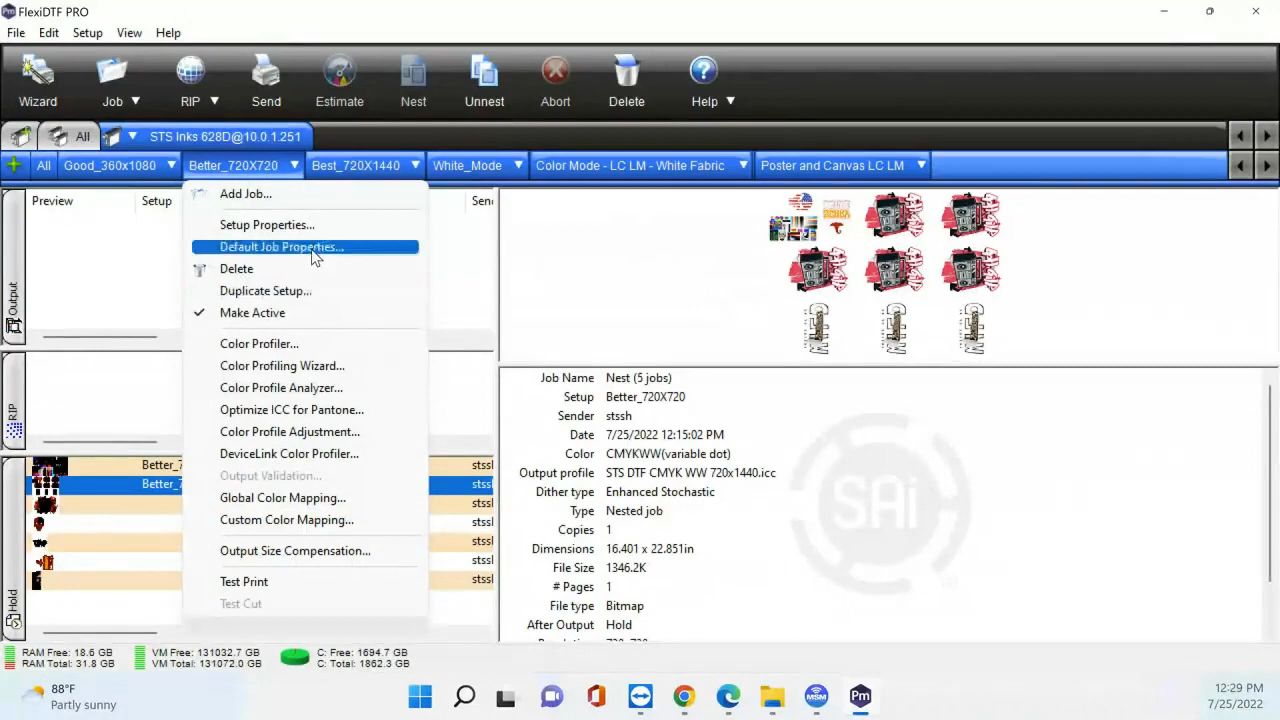 FlexiDTF PRO
File Edit Setup View Help
Wizard Job RIP Send Estimate Nest Unnest Abort Delete Help
All STS Inks 628D@10.0.1.251
All Good_360x1080 Better_720X720 Best_720X1440 White_Mode Color Mode - LC LM - White Fabric Poster and Canvas LC LM
Preview Setup
Output
RIP
Hold
Better_7
Better_7
Add Job...
Setup Properties...
Default Job Properties...
Delete
Duplicate Setup...
Make Active
Color Profiler...
Color Profiling Wizard...
Color Profile Analyzer...
Optimize ICC for Pantone...
Color Profile Adjustment...
DeviceLink Color Profiler...
Output Validation...
Global Color Mapping...
Custom Color Mapping...
Output Size Compensation...
Test Print
Test Cut
stssh
Job Name Nest (5 jobs)
Setup Better_720X720
Sender stssh
Date 7/25/2022 12:15:02 PM
Color CMYKWW(variable dot)
Output profile STS DTF CMYK WW 720x1440.icc
Dither type Enhanced Stochastic
Type Nested job
Copies 1
Dimensions 16.401 x 22.851in
File Size 1346.2K
# Pages 1
File type Bitmap
After Output Hold
SAi
RAM Free: 18.6 GB VM Free: 131032.7 GB C: Free: 1694.7 GB
RAM Total: 31.8 GB VM Total: 131072.0 GB C: Total: 1862.3 GB
88°F
Partly sunny
MSM
Pm
12:29 PM
7/25/2022